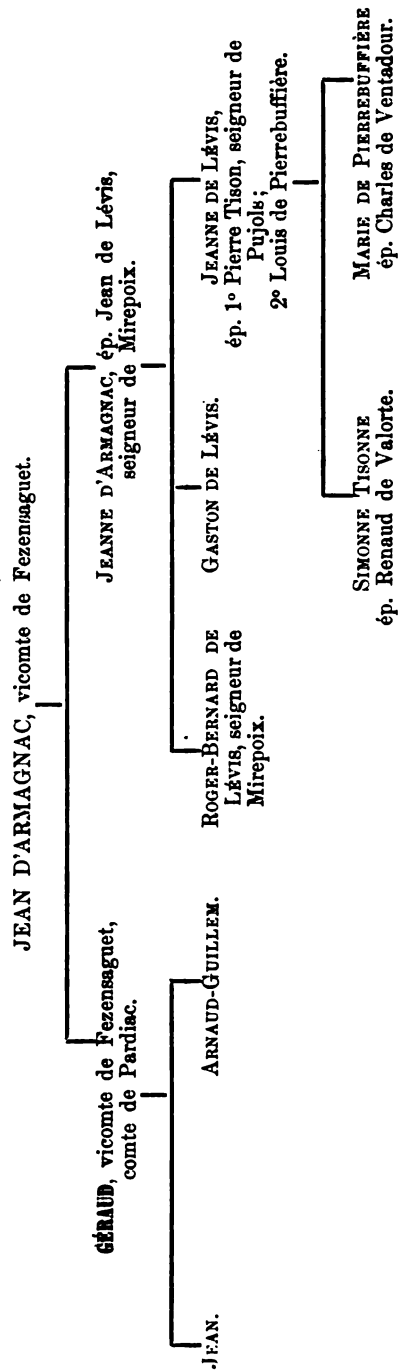 JEAN D'ARMAGNAC, vicomte de Fezensaguet.
GÉRAUD, vicomte de Fezensaguet,
comte de Pardiac.
JEANNE D'ARMAGNAC, ép. Jean de Lévis,
seigneur de Mirepoix.
JEAN.
ARNAUD-GUILLEM.
ROGER-BERNARD DE
LÉVIS, seigneur de
Mirepoix.
GASTON DE LÉVIS.
JEANNE DE LÉVIS,
ép. 1º Pierre Tison, seigneur de
Pujols;
2º Louis de Pierrebuffière.
SIMONNE TISONNE
ép. Renaud de Valorte.
MARIE DE PIERREBUFFIÈRE
ép. Charles de Ventadour.